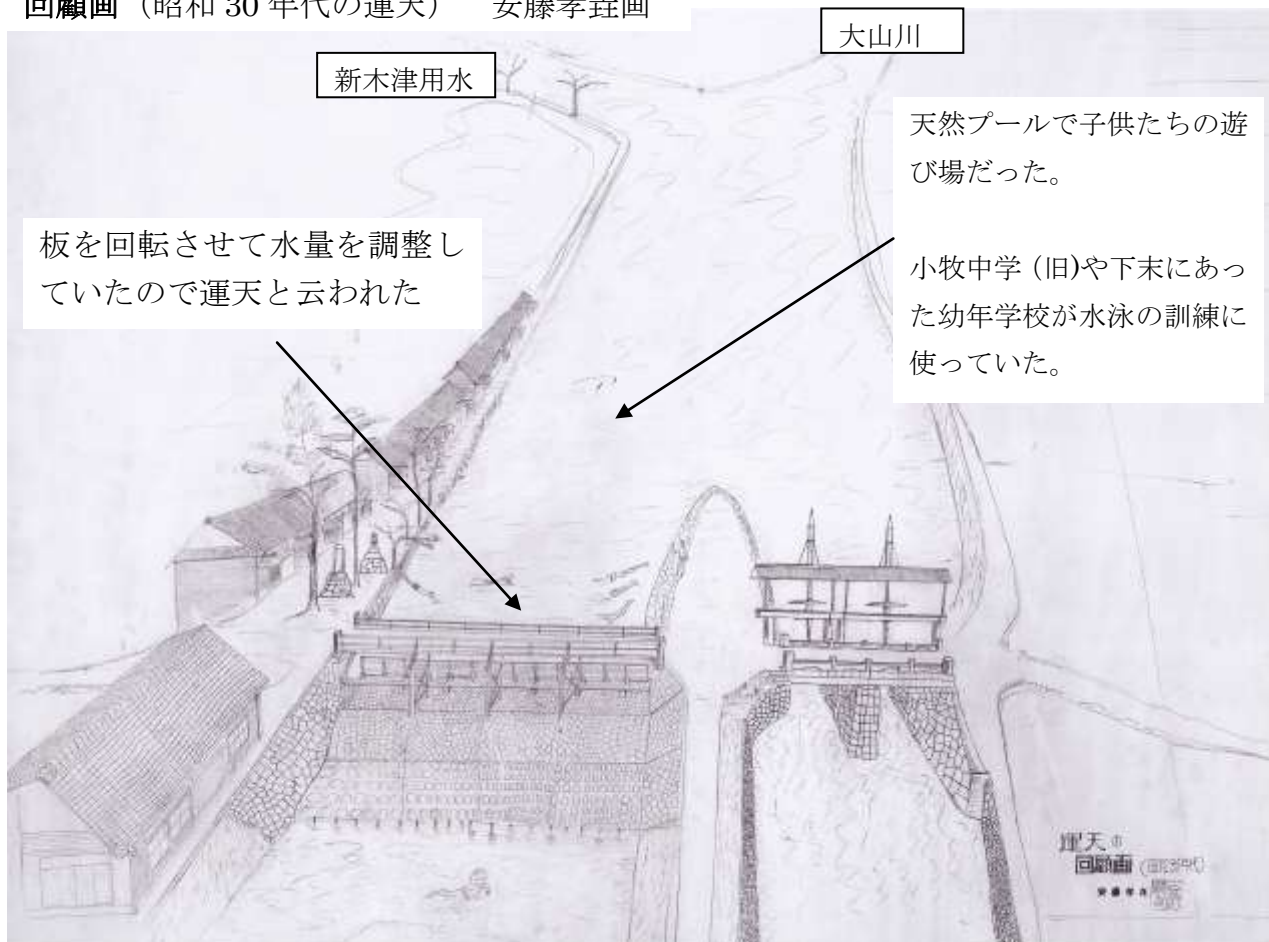 回顧画（昭和 30 年代の運天）　安藤孝㚖画
新木津用水
大山川
天然プールで子供たちの遊
び場だった。
小牧中学 (旧)や下末にあっ
た幼年学校が水泳の訓練に
使っていた。
板を回転させて水量を調整し
ていたので運天と云われた
運天の
回顧画